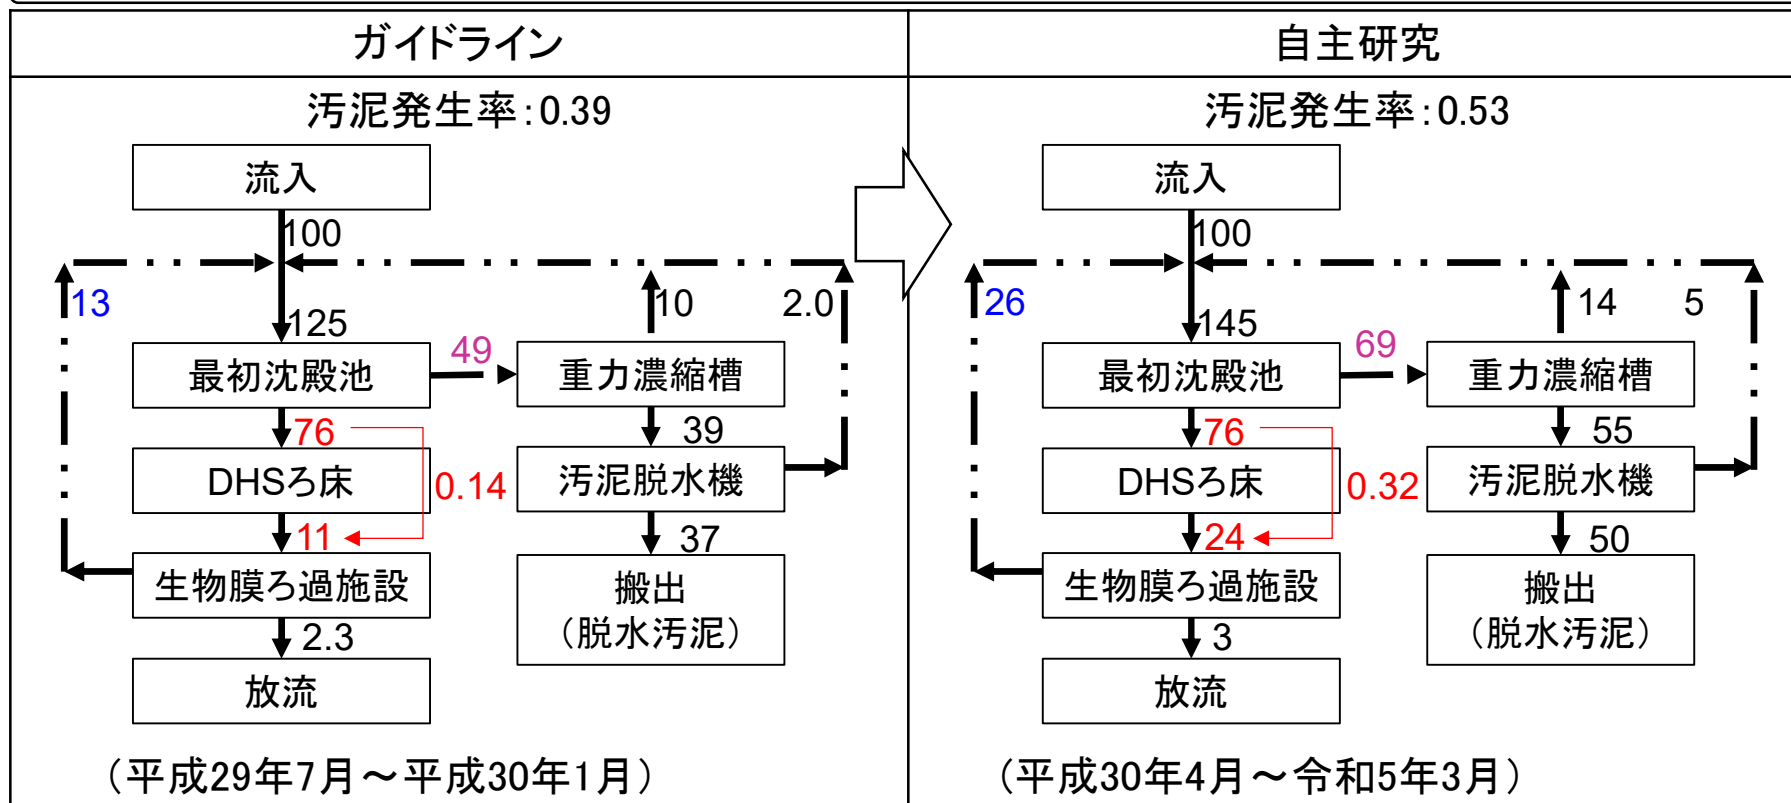 ガイドライン
汚泥発生率：0.39
流入
100
13
10
2.0
125
最初沈殿池
49
重力濃縮槽
76
39
DHSろ床
0.14
汚泥脱水機
11
37
生物膜ろ過施設
搬出
（脱水汚泥）
2.3
放流
（平成29年7月～平成30年1月）
自主研究
汚泥発生率：0.53
流入
100
26
14
5
145
最初沈殿池
69
重力濃縮槽
76
55
DHSろ床
0.32
汚泥脱水機
24
50
生物膜ろ過施設
搬出
（脱水汚泥）
3
放流
（平成30年4月～令和5年3月）